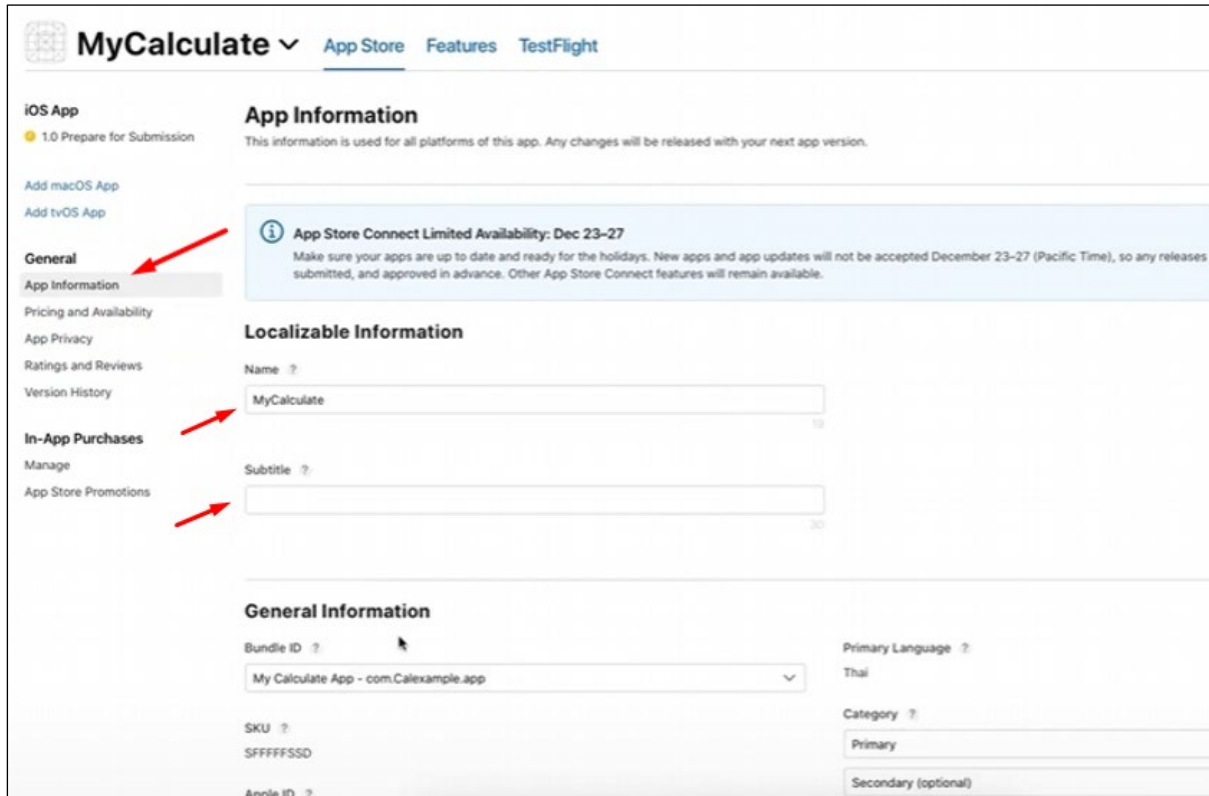 MyCalculate App Store Features TestFlight
iOS App
1.0 Prepare for Submission
Add macOS App
Add tvOS App
General
App Information
Pricing and Availability
App Privacy
Ratings and Reviews
Version History
In-App Purchases
Manage
App Store Promotions
App Information
This information is used for all platforms of this app. Any changes will be released with your next app version.
App Store Connect Limited Availability: Dec 23–27
Make sure your apps are up to date and ready for the holidays. New apps and app updates will not be accepted December 23–27 (Pacific Time), so any releases
submitted, and approved in advance. Other App Store Connect features will remain available.
Localizable Information
Name ?
MyCalculate
19
Subtitle ?
30
General Information
Bundle ID ?
My Calculate App - com.Calexample.app
SKU ?
SFFFFFSSD
Apple ID ?
Primary Language ?
Thai
Category ?
Primary
Secondary (optional)